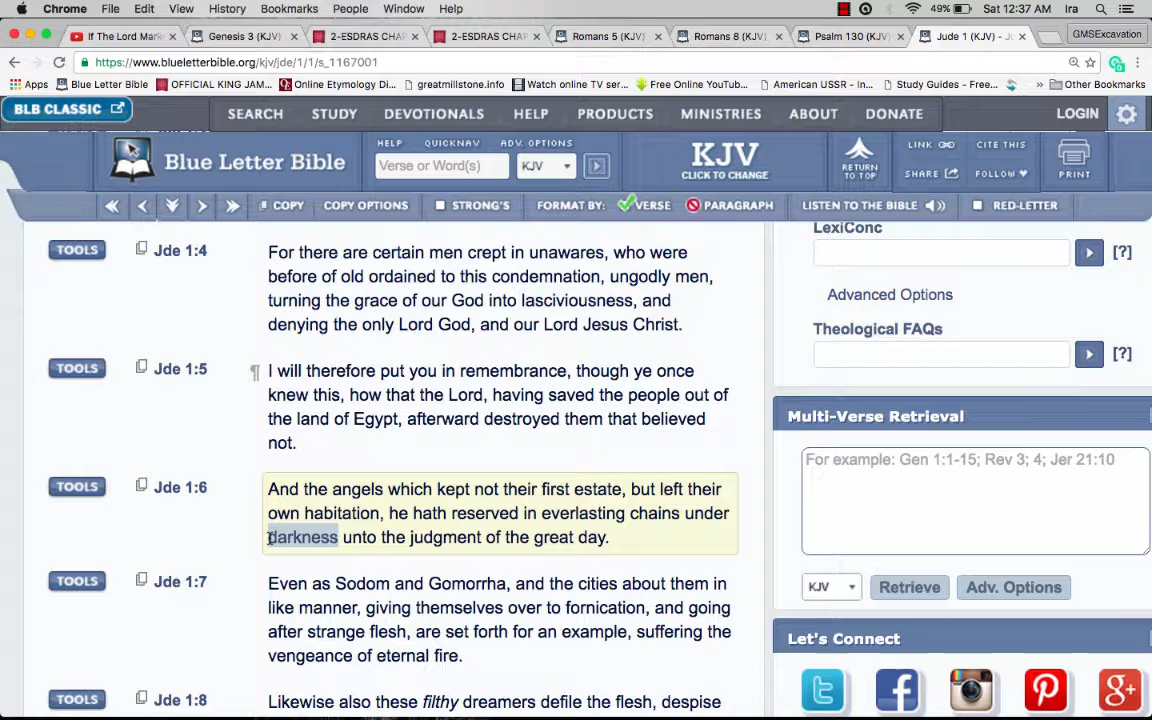 Chrome File Edit View History Bookmarks People Window Help 49% Sat 12:37 AM Ira
If The Lord Mark Genesis 3 (KJV) 2-ESDRAS CHAP 2-ESDRAS CHAP Romans 5 (KJV) Romans 8 (KJV) Psalm 130 (KJV) Jude 1 (KJV) - GMSExcavation
https://www.blueletterbible.org/kjv/jde/1/1/s_1167001
Apps Blue Letter Bible OFFICIAL KING JAM... Online Etymology Di... greatmillstone.info Watch online TV ser... Free Online YouTub... American USSR - in... Study Guides - Free... » Other Bookmarks
BLB CLASSIC SEARCH STUDY DEVOTIONALS HELP PRODUCTS MINISTRIES ABOUT DONATE LOGIN
Blue Letter Bible
HELP QUICKNAV ADV. OPTIONS
Verse or Word(s) KJV
KJV
CLICK TO CHANGE
RETURN
TO TOP
LINK CITE THIS
SHARE FOLLOW
PRINT
COPY COPY OPTIONS STRONG'S FORMAT BY: VERSE PARAGRAPH LISTEN TO THE BIBLE RED-LETTER
TOOLS Jde 1:4 For there are certain men crept in unawares, who were
before of old ordained to this condemnation, ungodly men,
turning the grace of our God into lasciviousness, and
denying the only Lord God, and our Lord Jesus Christ.
TOOLS Jde 1:5 ¶ I will therefore put you in remembrance, though ye once
knew this, how that the Lord, having saved the people out of
the land of Egypt, afterward destroyed them that believed
not.
TOOLS Jde 1:6 And the angels which kept not their first estate, but left their
own habitation, he hath reserved in everlasting chains under
darkness unto the judgment of the great day.
TOOLS Jde 1:7 Even as Sodom and Gomorrha, and the cities about them in
like manner, giving themselves over to fornication, and going
after strange flesh, are set forth for an example, suffering the
vengeance of eternal fire.
TOOLS Jde 1:8 Likewise also these filthy dreamers defile the flesh, despise
LexiConc
[?]
Advanced Options
Theological FAQs
[?]
Multi-Verse Retrieval
For example: Gen 1:1-15; Rev 3; 4; Jer 21:10
KJV Retrieve Adv. Options
Let's Connect